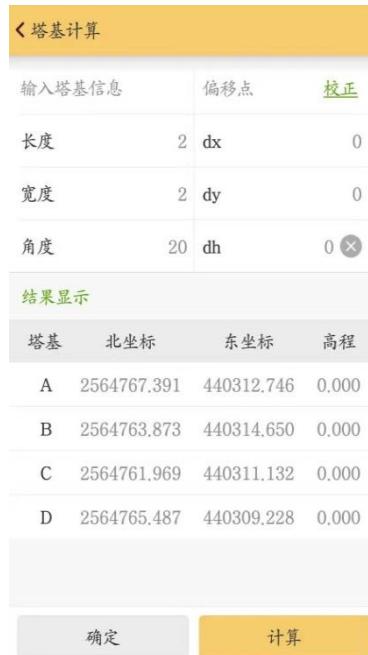 塔基计算
输入塔基信息 偏移点 校正
长度 2 dx 0
宽度 2 dy 0
角度 20 dh 0
结果显示
塔基 北坐标 东坐标 高程
A 2564767.391 440312.746 0.000
B 2564763.873 440314.650 0.000
C 2564761.969 440311.132 0.000
D 2564765.487 440309.228 0.000
确定 计算